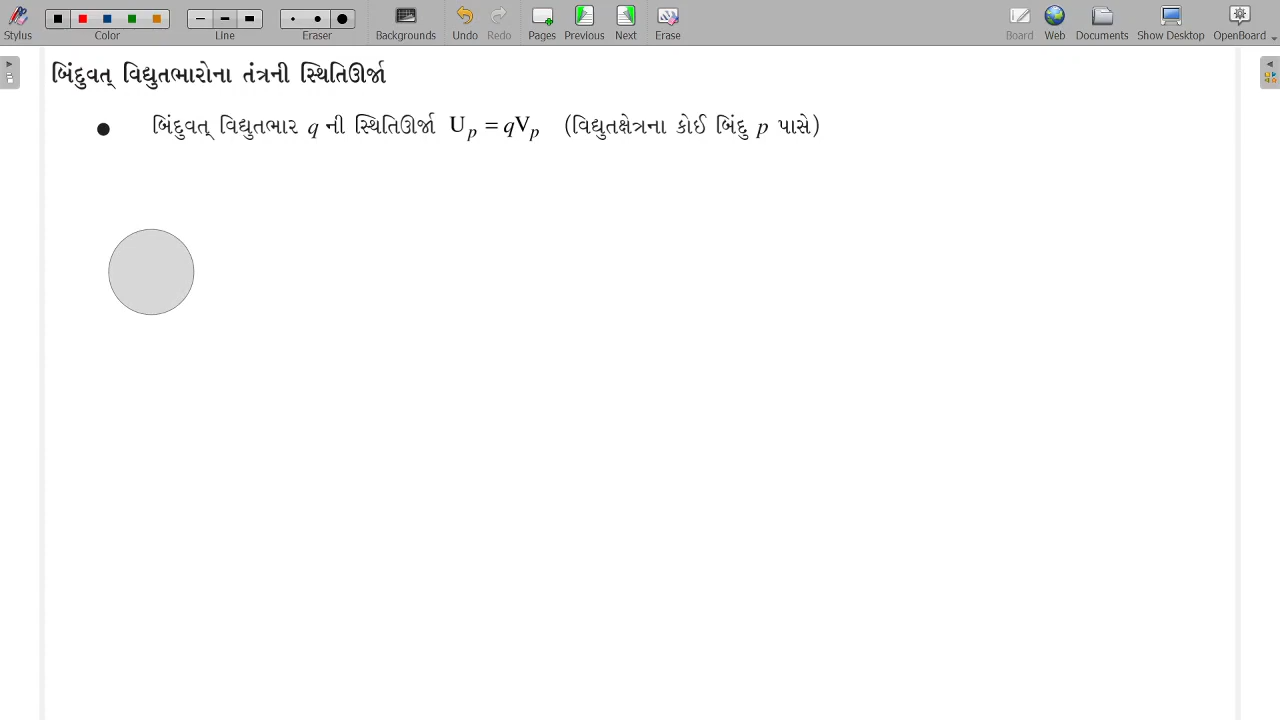 Stylus Color Line Eraser Backgrounds Undo Redo Pages Previous Next Erase Board Web Documents Show Desktop OpenBoard
બિંદુવત્ વિદ્યુતભારોના તંત્રની સ્થિતિઊર્જા
● બિંદુવત્ વિદ્યુતભાર q ની સ્થિતિઊર્જા U_p = qV_p (વિદ્યુતક્ષેત્રના કોઈ બિંદુ p પાસે)